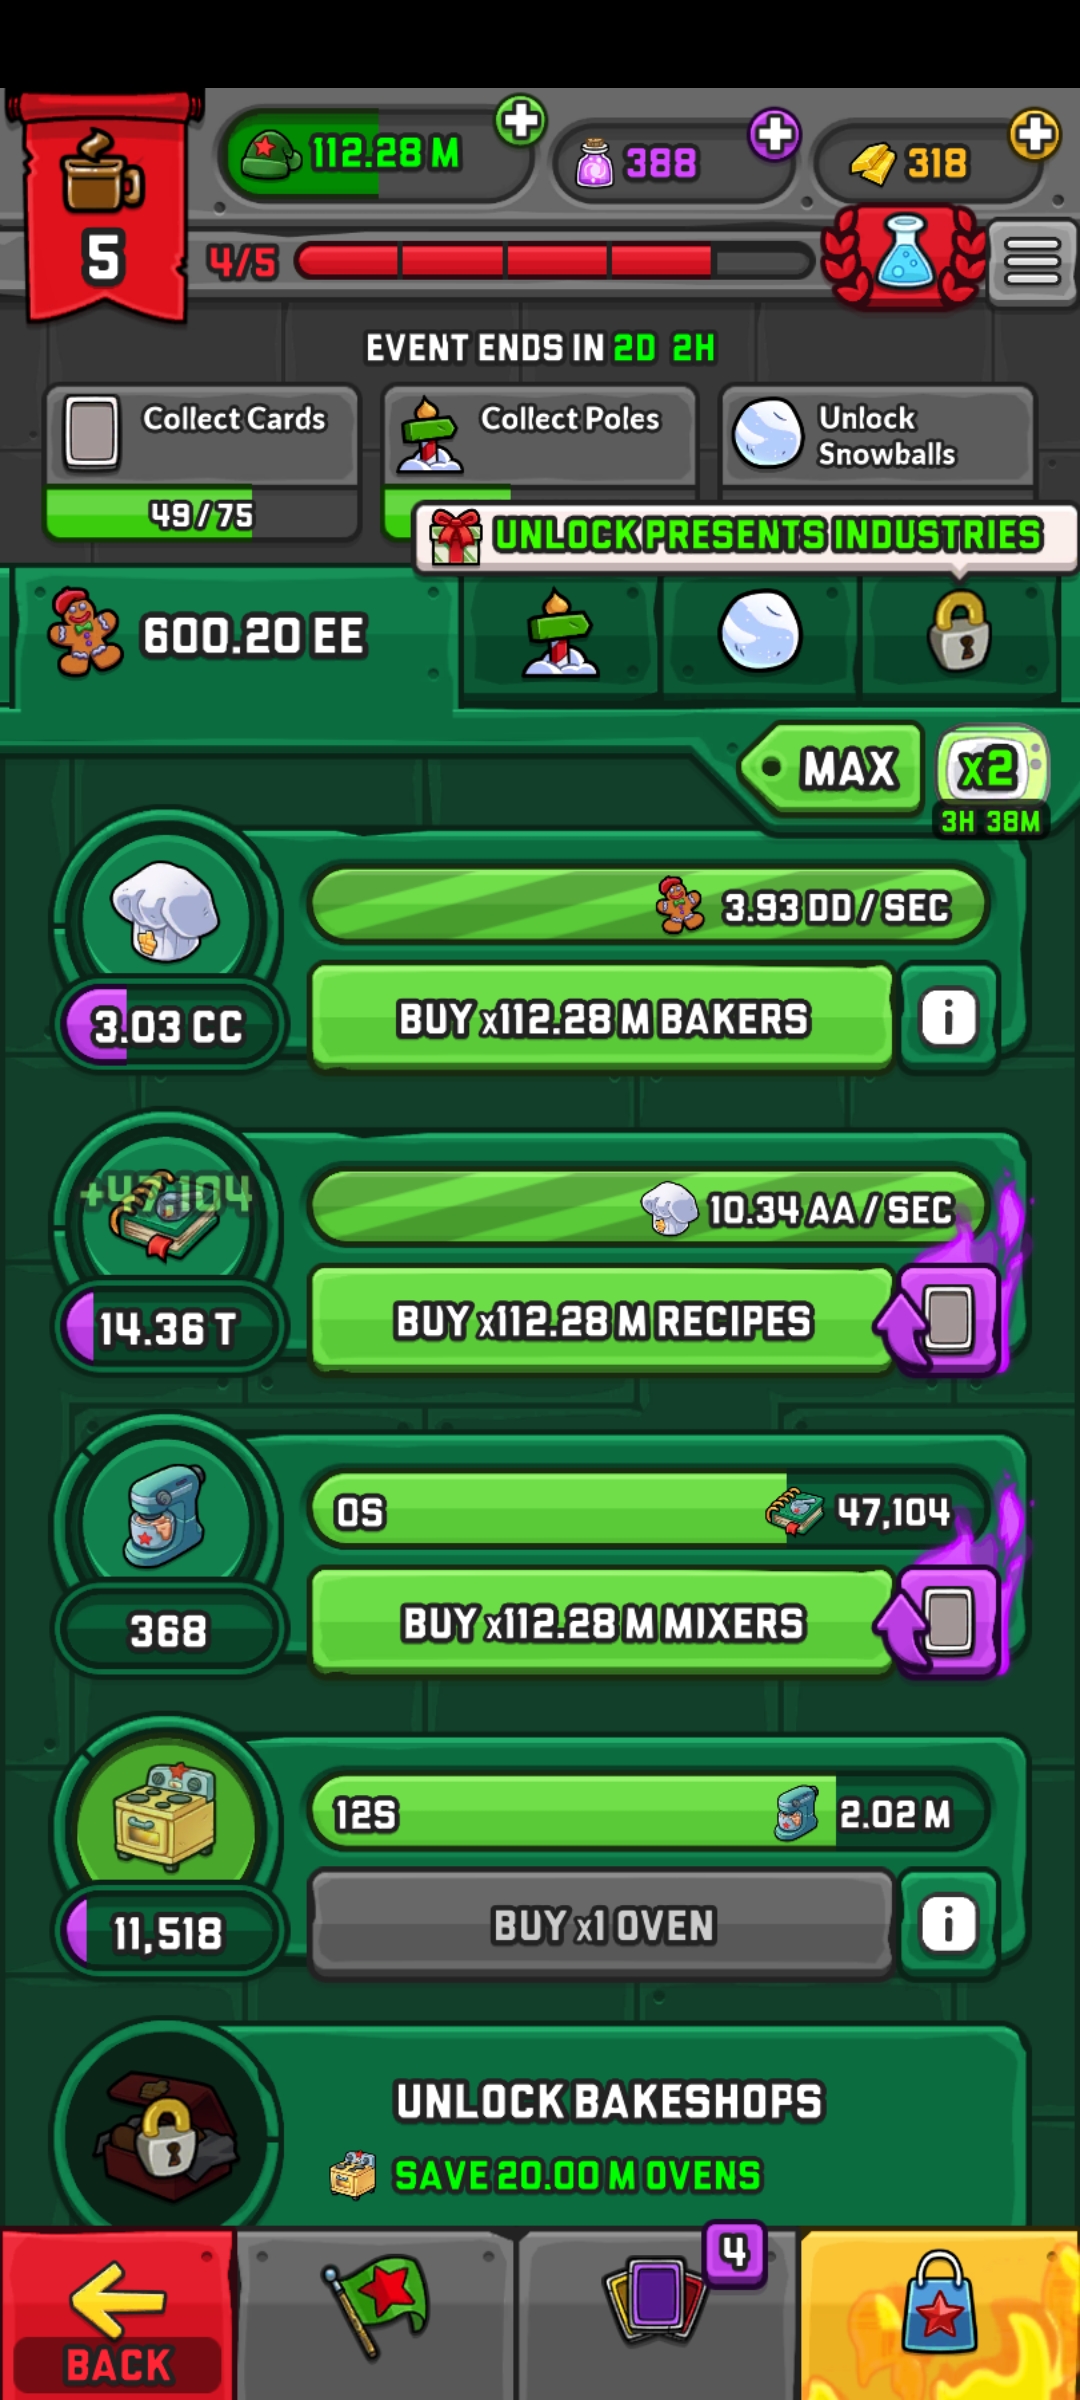 112.28 M
388
318
5
4/5
EVENT ENDS IN 2D 2H
Collect Cards
Collect Poles
Unlock
Snowballs
49/75
UNLOCK PRESENTS INDUSTRIES
600.20 EE
MAX
x2
3H 38M
3.93 DD / SEC
3.03 CC
BUY x112.28 M BAKERS
i
+47,104
10.34 AA / SEC
14.36 T
BUY x112.28 M RECIPES
0S
47,104
368
BUY x112.28 M MIXERS
12S
2.02 M
11,518
BUY x1 OVEN
i
UNLOCK BAKESHOPS
SAVE 20.00 M OVENS
4
BACK